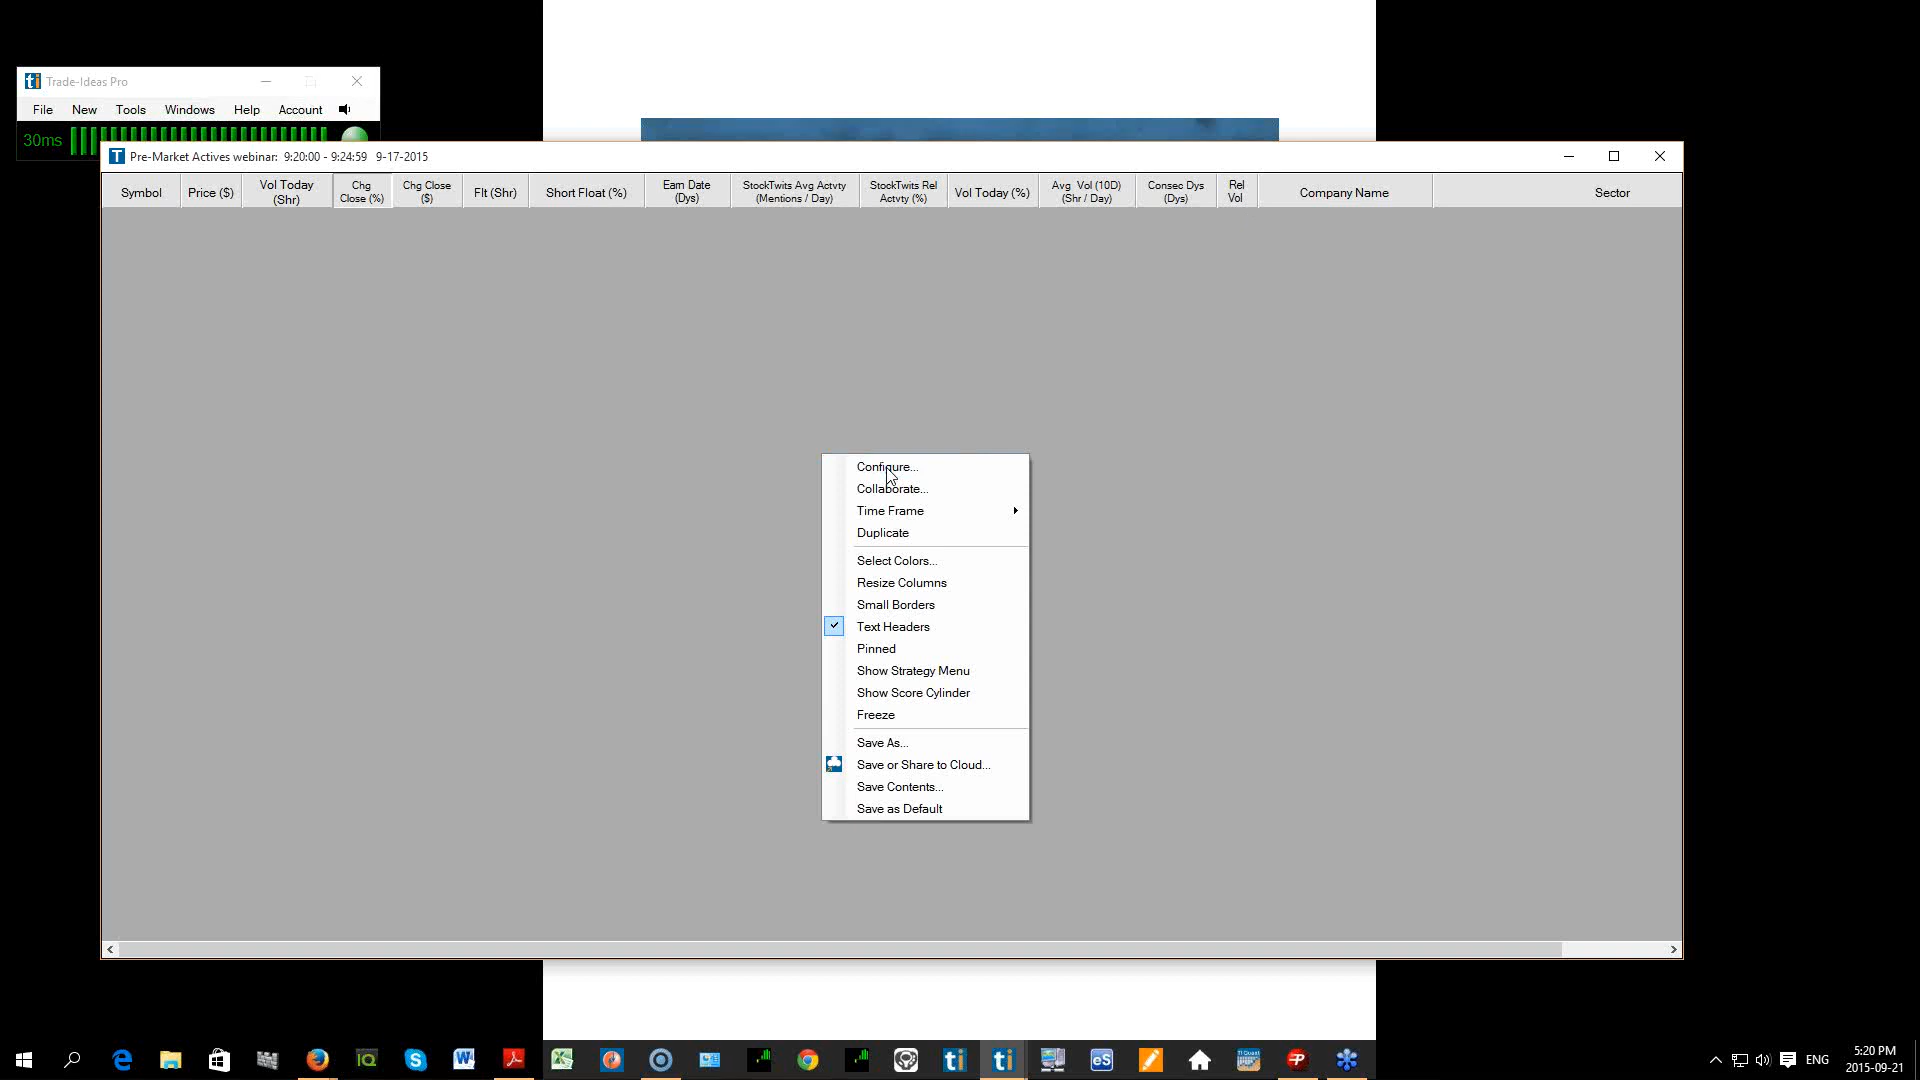 ti Trade-Ideas Pro
File New Tools Windows Help Account
30ms
T Pre-Market Actives webinar: 9:20:00 - 9:24:59 9-17-2015
Symbol
Price ($)
Vol Today
(Shr)
Chg
Close (%)
Chg Close
($)
Flt (Shr)
Short Float (%)
Earn Date
(Dys)
StockTwits Avg Actvty
(Mentions / Day)
StockTwits Rel
Actvty (%)
Vol Today (%)
Avg Vol (10D)
(Shr / Day)
Consec Dys
(Dys)
Rel
Vol
Company Name
Sector
Configure...
Collaborate...
Time Frame
Duplicate
Select Colors...
Resize Columns
Small Borders
Text Headers
Pinned
Show Strategy Menu
Show Score Cylinder
Freeze
Save As...
Save or Share to Cloud...
Save Contents...
Save as Default
IQ
ti
ti
eS
ENG
5:20 PM
2015-09-21